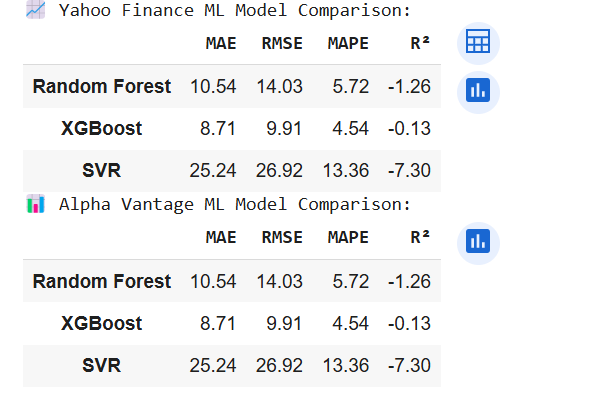 📈 Yahoo Finance ML Model Comparison:
MAE RMSE MAPE R²
Random Forest 10.54 14.03 5.72 -1.26
XGBoost 8.71 9.91 4.54 -0.13
SVR 25.24 26.92 13.36 -7.30
📊 Alpha Vantage ML Model Comparison:
MAE RMSE MAPE R²
Random Forest 10.54 14.03 5.72 -1.26
XGBoost 8.71 9.91 4.54 -0.13
SVR 25.24 26.92 13.36 -7.30